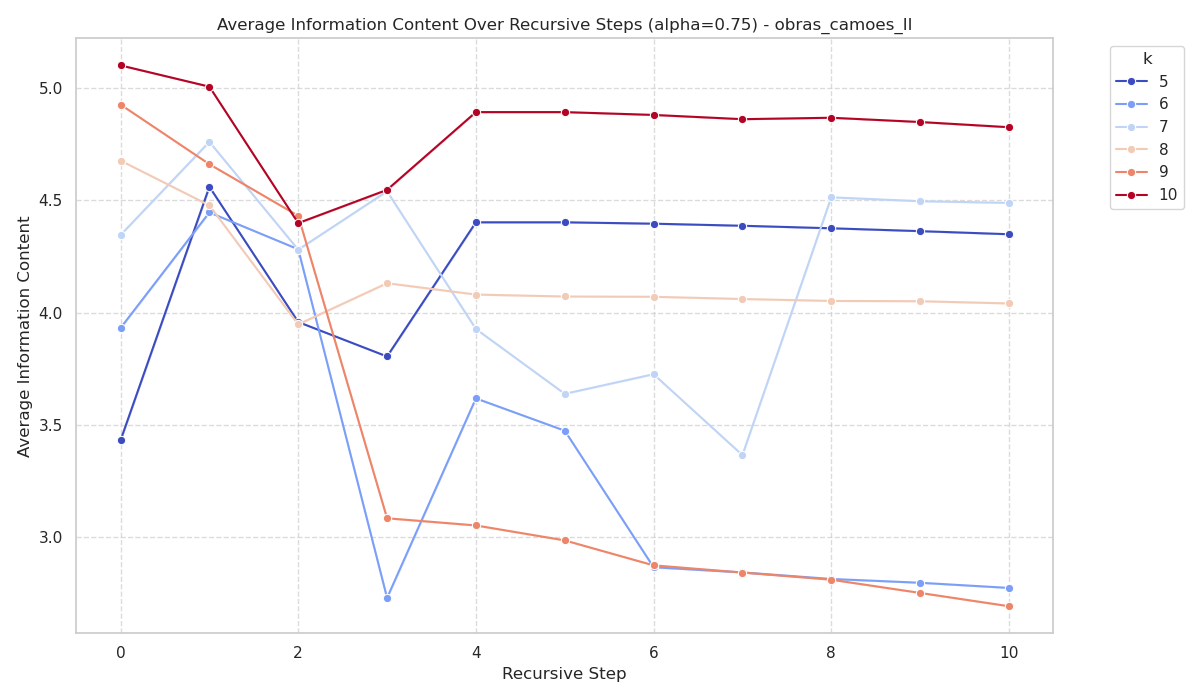 Average Information Content Over Recursive Steps (alpha=0.75) - obras_camoes_II
k
5
6
7
8
9
10
Average Information Content
5.0
4.5
4.0
3.5
3.0
0 2 4 6 8 10
Recursive Step